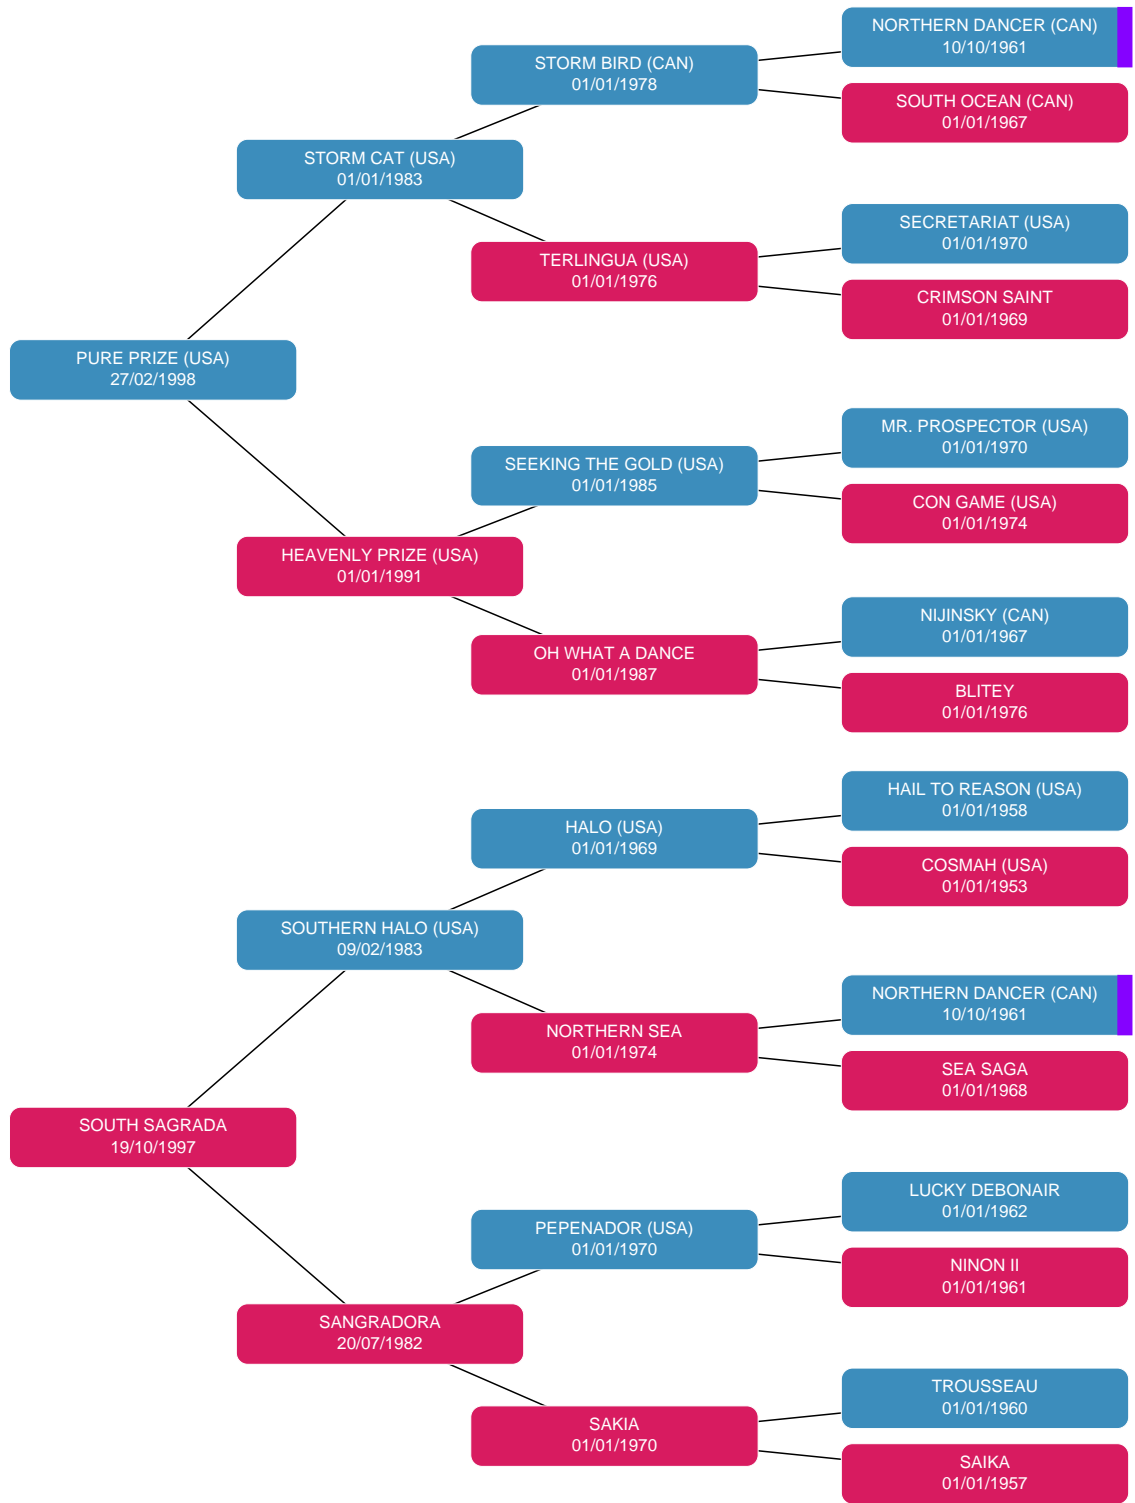 NORTHERN DANCER (CAN)
10/10/1961
STORM BIRD (CAN)
01/01/1978
SOUTH OCEAN (CAN)
01/01/1967
STORM CAT (USA)
01/01/1983
SECRETARIAT (USA)
01/01/1970
TERLINGUA (USA)
01/01/1976
CRIMSON SAINT
01/01/1969
PURE PRIZE (USA)
27/02/1998
MR. PROSPECTOR (USA)
01/01/1970
SEEKING THE GOLD (USA)
01/01/1985
CON GAME (USA)
01/01/1974
HEAVENLY PRIZE (USA)
01/01/1991
NIJINSKY (CAN)
01/01/1967
OH WHAT A DANCE
01/01/1987
BLITEY
01/01/1976
HAIL TO REASON (USA)
01/01/1958
HALO (USA)
01/01/1969
COSMAH (USA)
01/01/1953
SOUTHERN HALO (USA)
09/02/1983
NORTHERN DANCER (CAN)
10/10/1961
NORTHERN SEA
01/01/1974
SEA SAGA
01/01/1968
SOUTH SAGRADA
19/10/1997
LUCKY DEBONAIR
01/01/1962
PEPENADOR (USA)
01/01/1970
NINON II
01/01/1961
SANGRADORA
20/07/1982
TROUSSEAU
01/01/1960
SAKIA
01/01/1970
SAIKA
01/01/1957